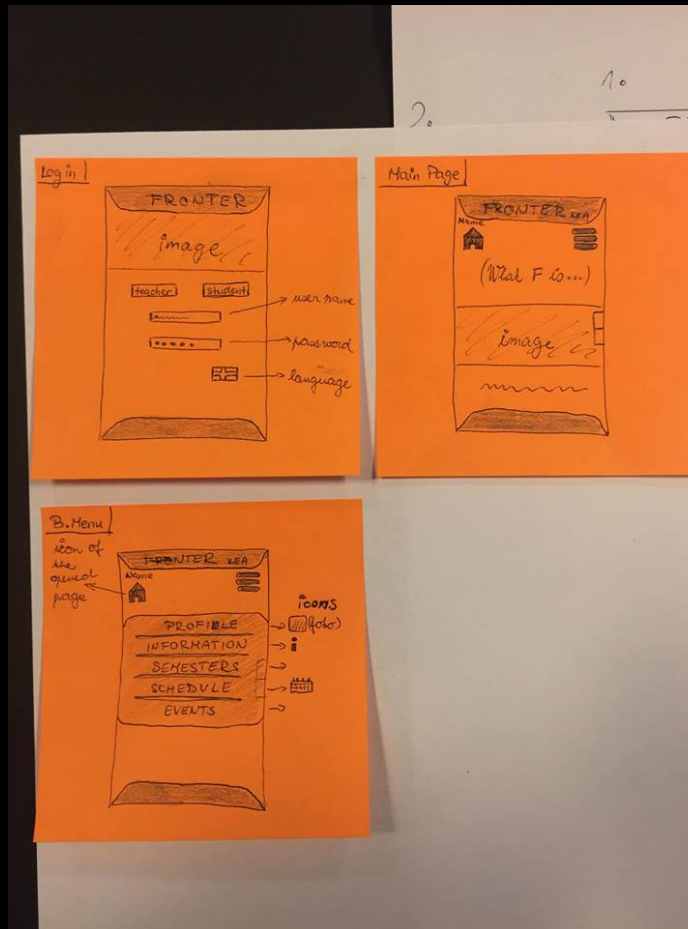 1.
2.
Log in
FRONTER
image
teacher student
user name
password
language
Main Page
FRONTER KEA
Name
(What F is...)
image
B. Menu
icon of
the
opened
page
FRONTER KEA
Name
icons
PROFILE
(foto)
INFORMATION
i
SEMESTERS
SCHEDULE
EVENTS